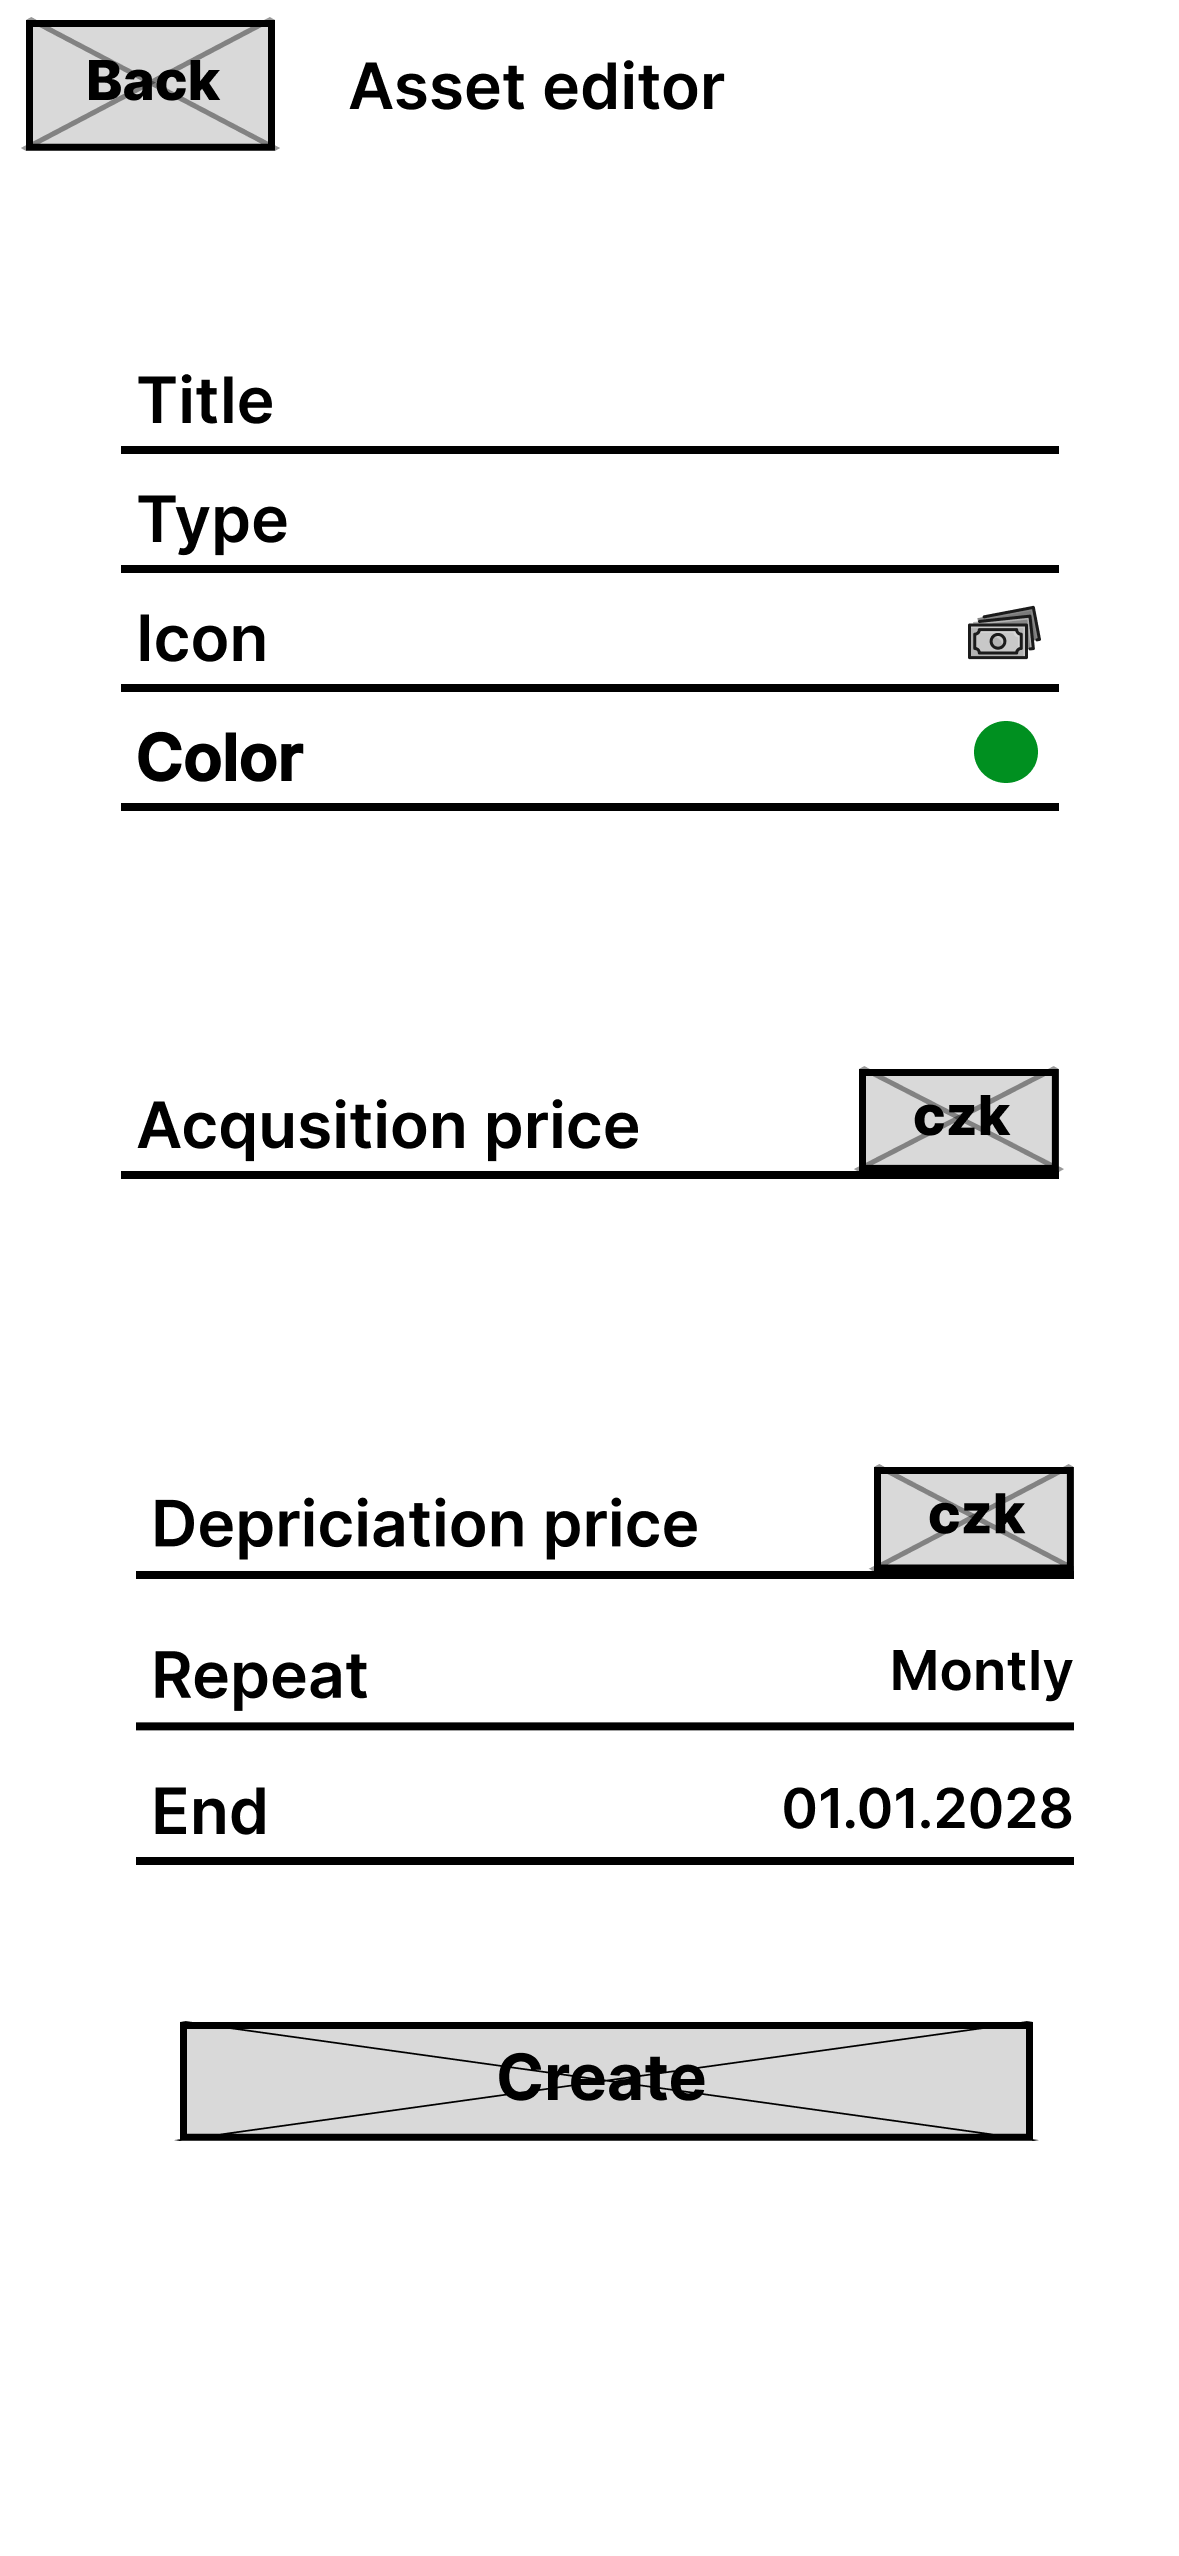 Back
Asset editor
Title
Type
Icon
Color
Acqusition price
czk
Depriciation price
czk
Repeat
Montly
End
01.01.2028
Create